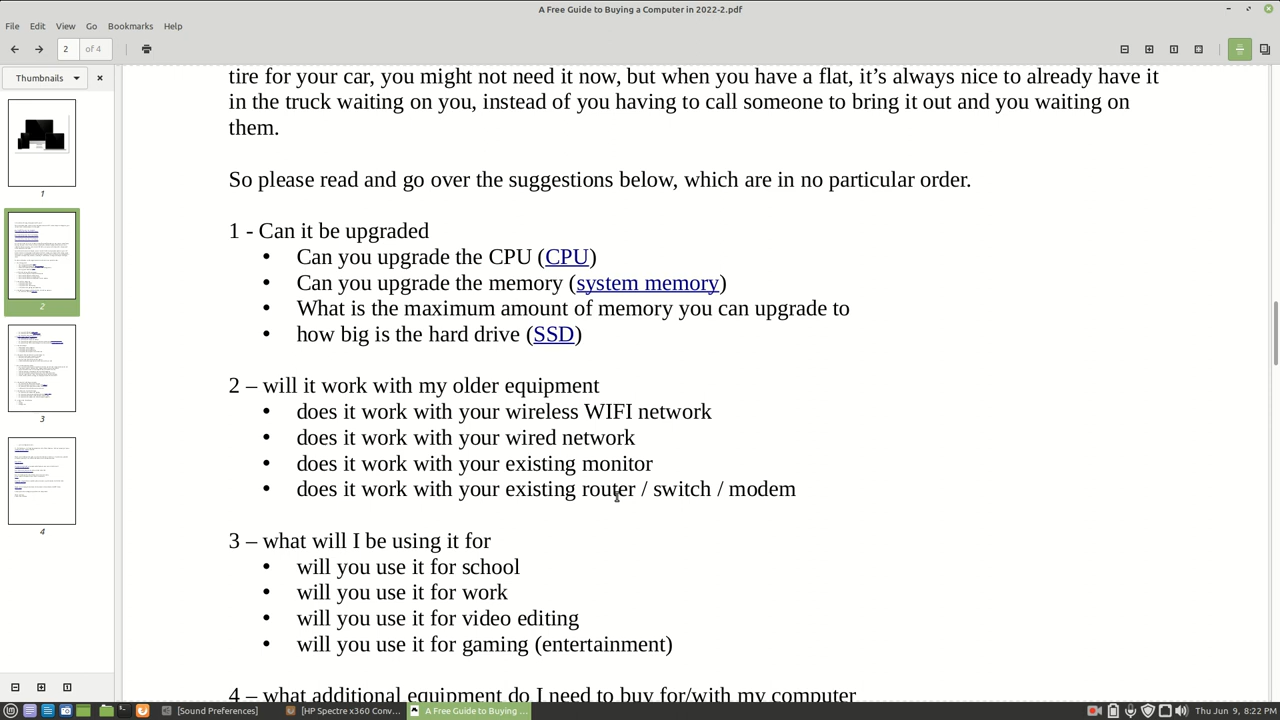 A Free Guide to Buying a Computer in 2022-2.pdf
File Edit View Go Bookmarks Help
2 of 4
Thumbnails
tire for your car, you might not need it now, but when you have a flat, it's always nice to already have it
in the truck waiting on you, instead of you having to call someone to bring it out and you waiting on
them.
So please read and go over the suggestions below, which are in no particular order.
1 - Can it be upgraded
• Can you upgrade the CPU (CPU)
• Can you upgrade the memory (system memory)
• What is the maximum amount of memory you can upgrade to
• how big is the hard drive (SSD)
2 – will it work with my older equipment
• does it work with your wireless WIFI network
• does it work with your wired network
• does it work with your existing monitor
• does it work with your existing router / switch / modem
3 – what will I be using it for
• will you use it for school
• will you use it for work
• will you use it for video editing
• will you use it for gaming (entertainment)
4 – what additional equipment do I need to buy for/with my computer
1
2
3
4
[Sound Preferences]
[HP Spectre x360 Conv...
A Free Guide to Buying ...
Thu Jun 9, 8:22 PM